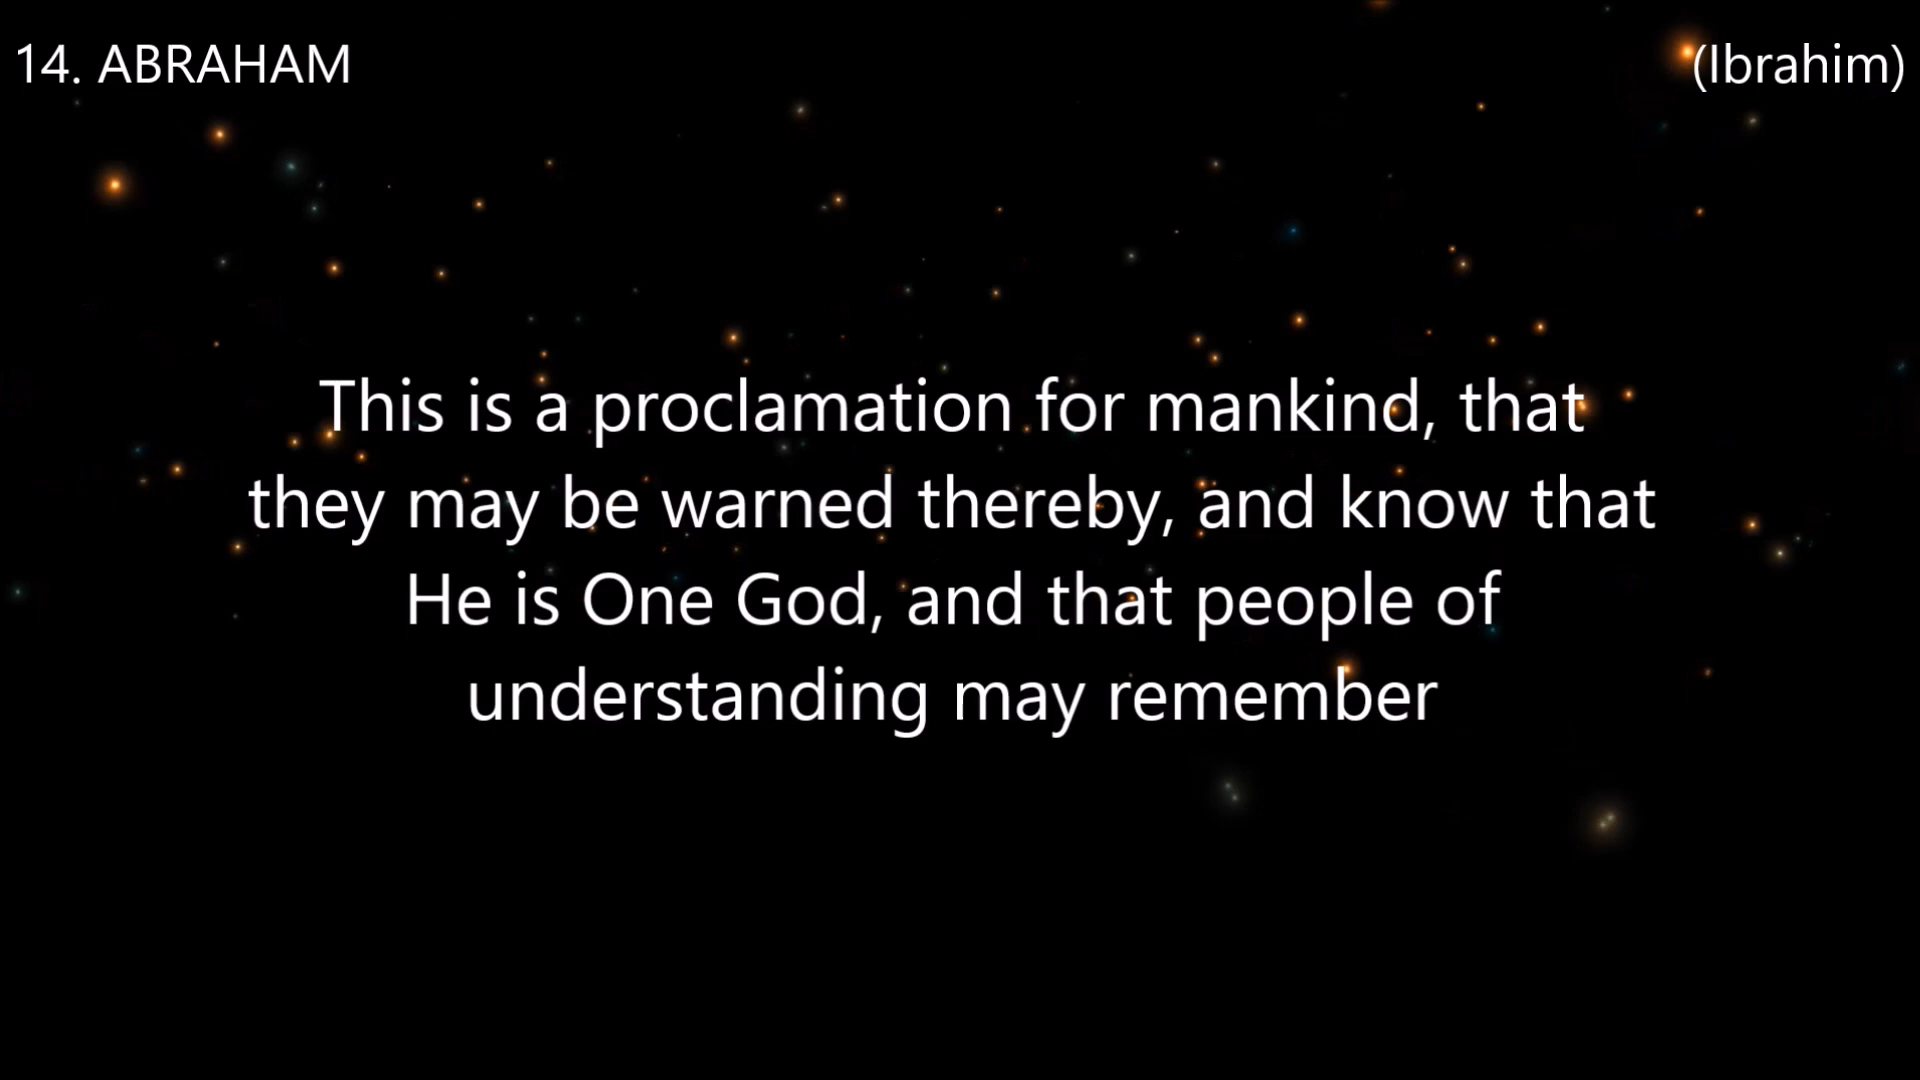 14. ABRAHAM (Ibrahim)
This is a proclamation for mankind, that
they may be warned thereby, and know that
He is One God, and that people of
understanding may remember